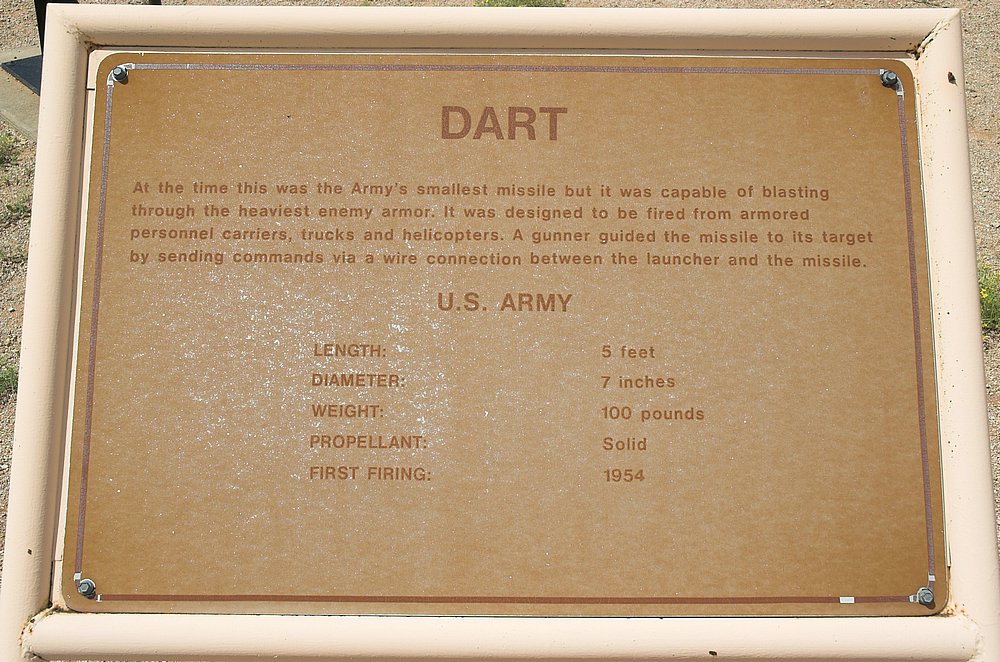 DART
At the time this was the Army's smallest missile but it was capable of blasting
through the heaviest enemy armor. It was designed to be fired from armored
personnel carriers, trucks and helicopters. A gunner guided the missile to its target
by sending commands via a wire connection between the launcher and the missile.
U.S. ARMY
LENGTH: 5 feet
DIAMETER: 7 inches
WEIGHT: 100 pounds
PROPELLANT: Solid
FIRST FIRING: 1954